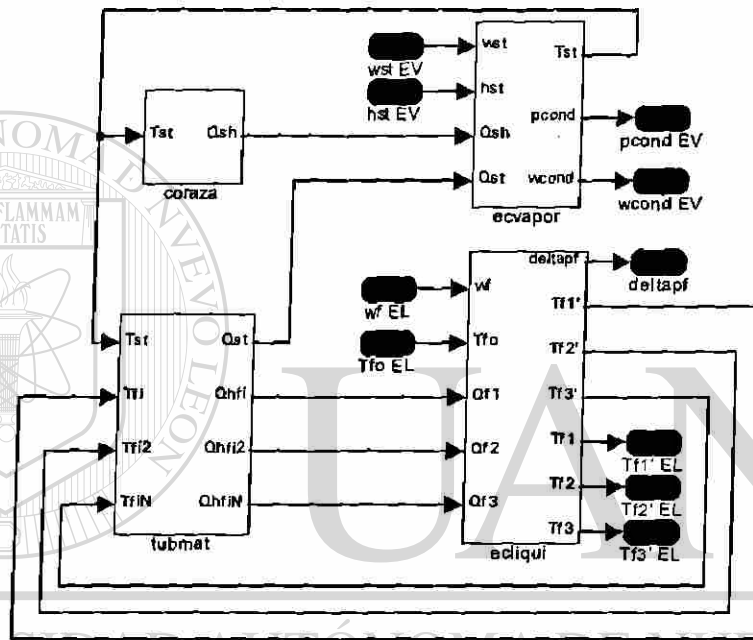 wst EV
hst EV
wst
hst
Qsh
Qst
Tst
pcond
wcond
ecvapor
pcond EV
wcond EV
Tst
Qsh
coraza
wf EL
Tfo EL
wf
Tfo
Qf1
Qf2
Qf3
deltapf
Tf1'
Tf2'
Tf3'
Tf1
Tf2
Tf3
ecliqui
deltapf
Tf1' EL
Tf2' EL
Tf3' EL
Tst
Tfi
Tfi2
TfiN
Qst
Qhfi
Qhfi2
QhfiN
tubmat
UAN